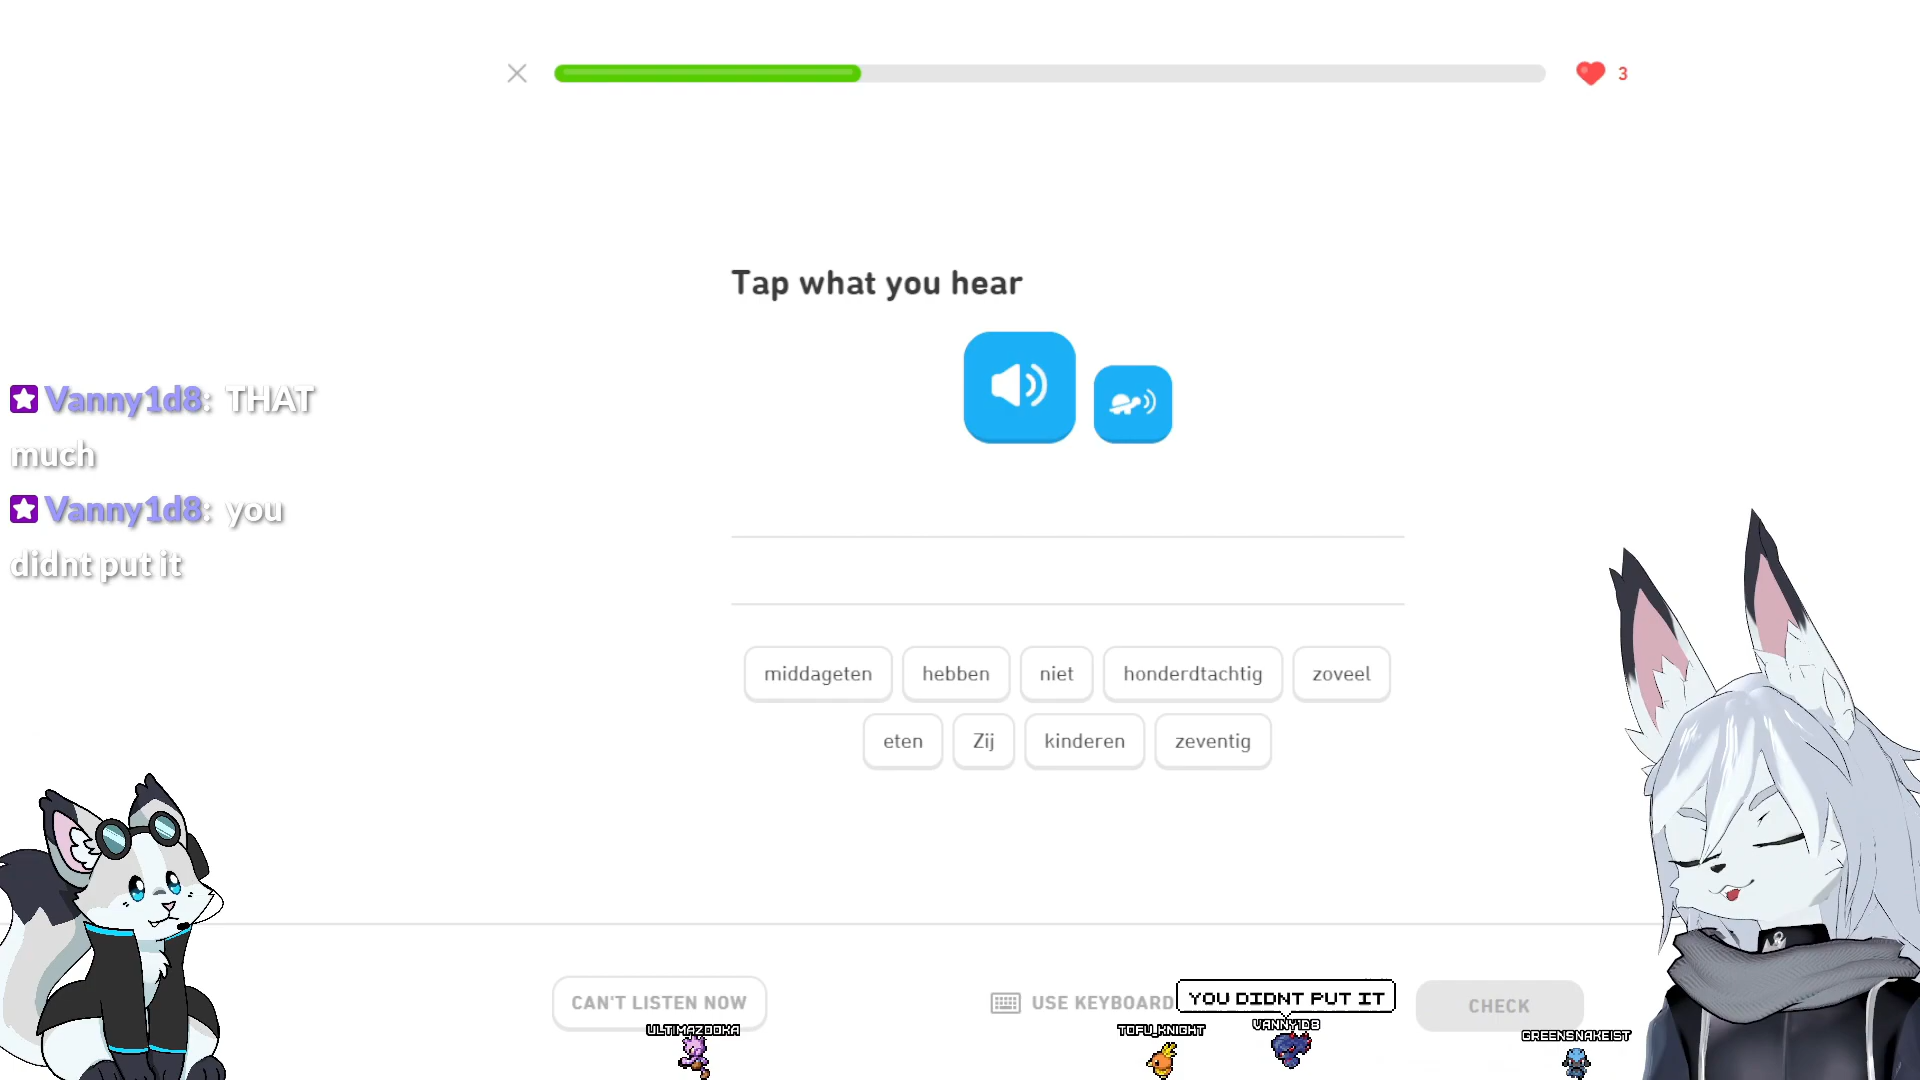 3
Tap what you hear
Vanny1d8: THAT
much
Vanny1d8: you
didnt put it
middageten hebben niet honderdtachtig zoveel
eten Zij kinderen zeventig
CAN'T LISTEN NOW
USE KEYBOARD
YOU DIDNT PUT IT
CHECK
ULTIMAZOOKA
TOFU_KNIGHT
VANNY1D8
GREENSNAKEIST